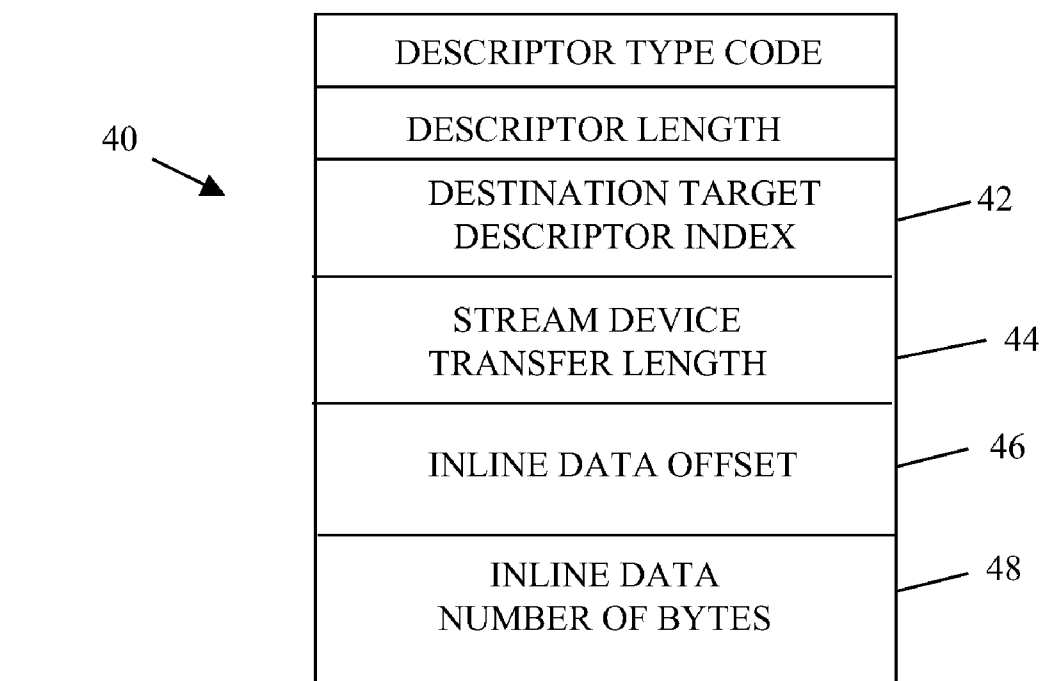 DESCRIPTOR TYPE CODE
DESCRIPTOR LENGTH
40
DESTINATION TARGET
DESCRIPTOR INDEX
42
STREAM DEVICE
TRANSFER LENGTH
44
INLINE DATA OFFSET
46
INLINE DATA
NUMBER OF BYTES
48